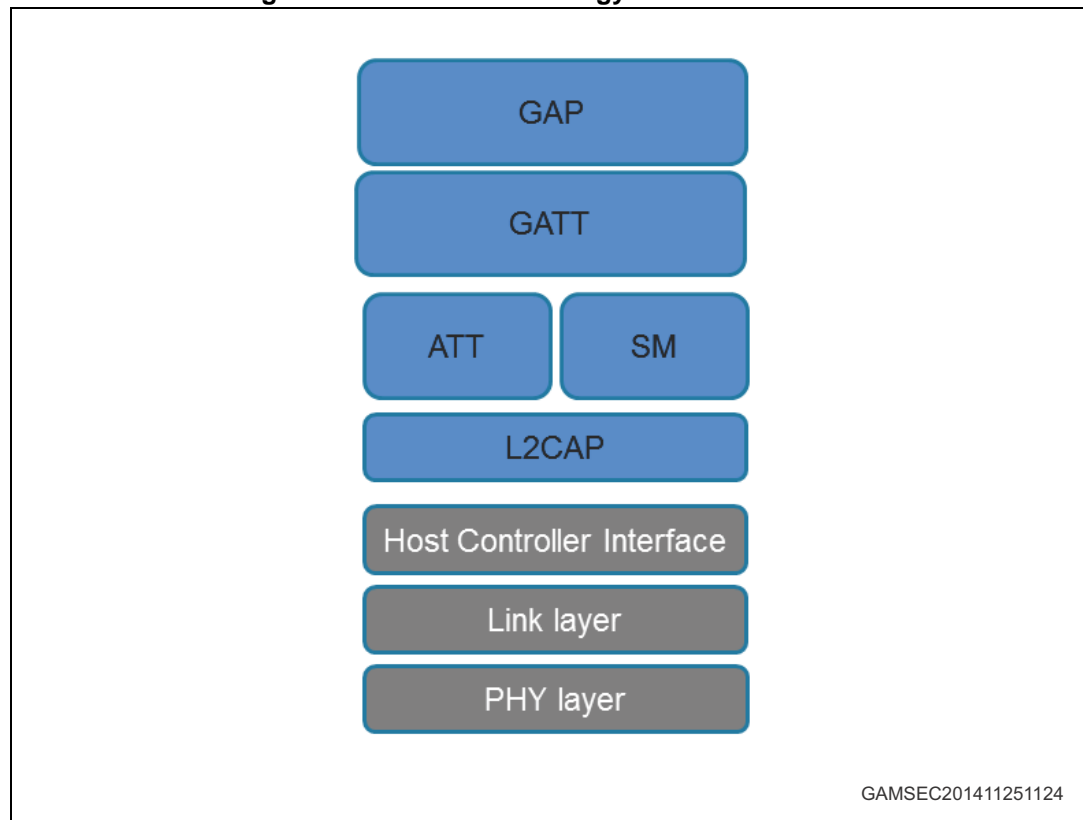 GAP
GATT
ATT SM
L2CAP
Host Controller Interface
Link layer
PHY layer
GAMSEC201411251124